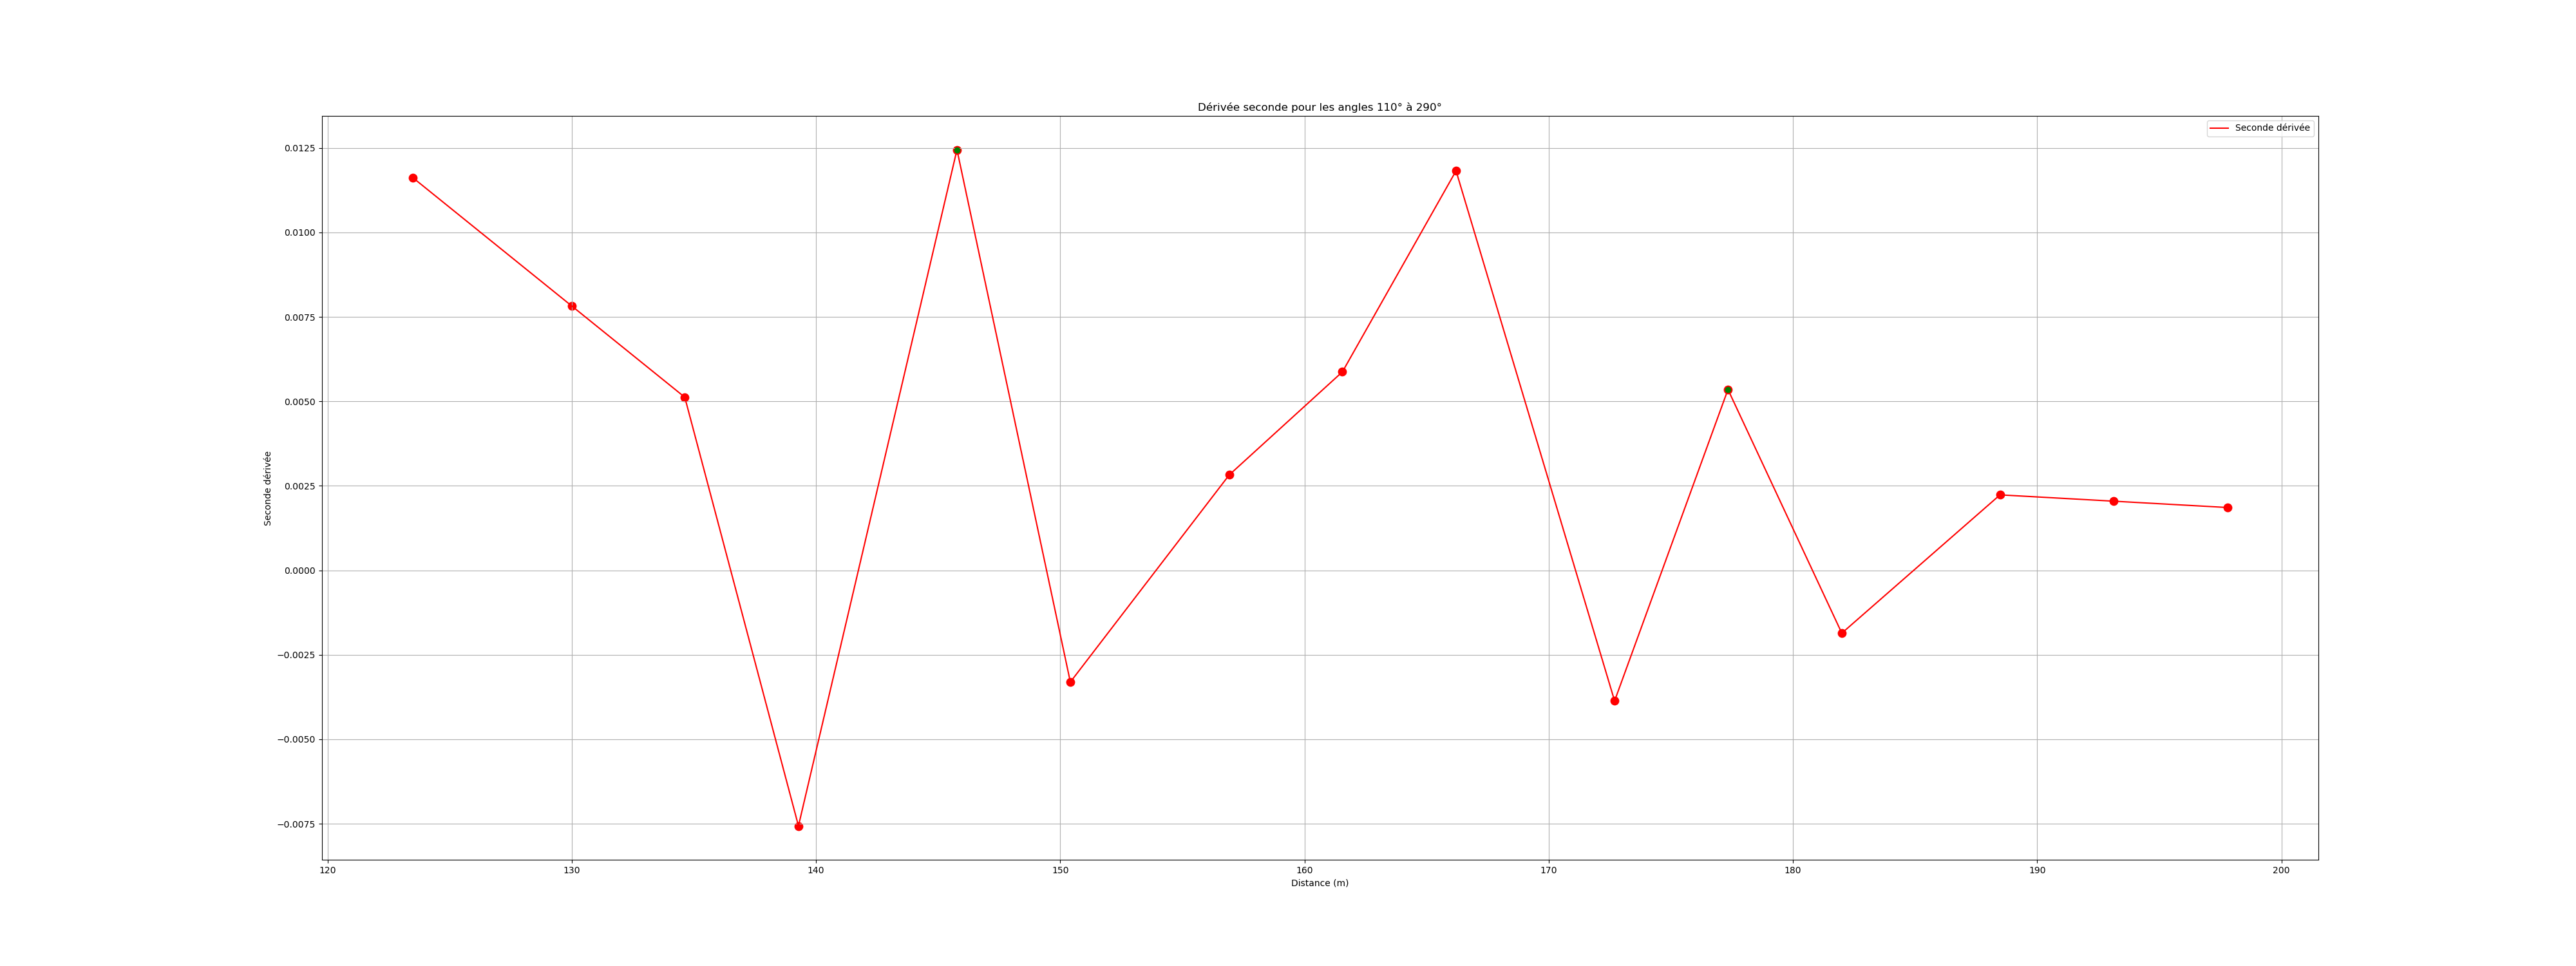 Dérivée seconde pour les angles 110° à 290°
Seconde dérivée
0.0125
0.0100
0.0075
0.0050
0.0025
0.0000
−0.0025
−0.0050
−0.0075
Seconde dérivée
120 130 140 150 160 170 180 190 200
Distance (m)